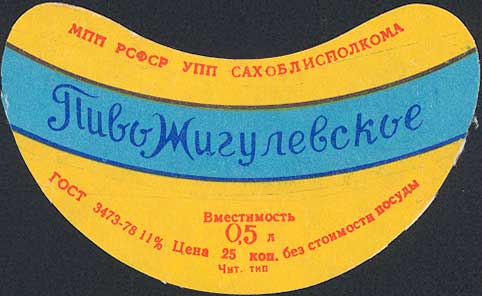 МПП РСФСР УПП САХОБЛИСПОЛКОМА
Пиво Жигулевское
ГОСТ 3473-78 11% Цена 25 коп. без стоимости посуды
Вместимость
0,5 л
Чит. тип